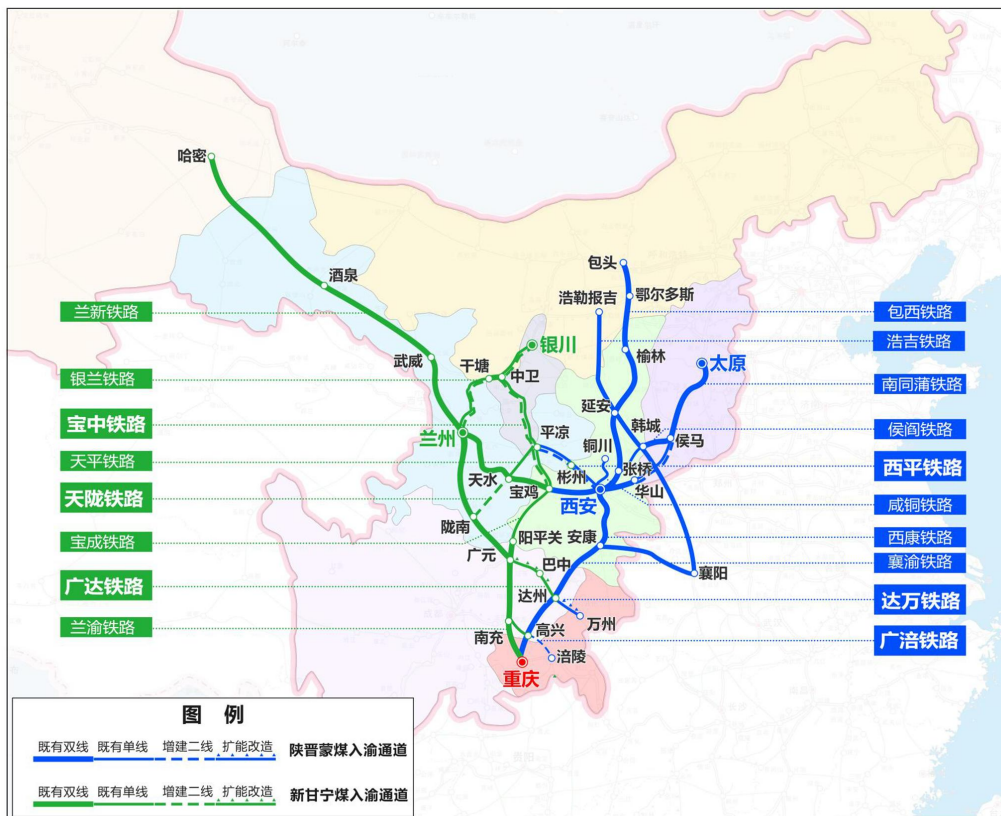 哈密
酒泉
包头
浩勒报吉
鄂尔多斯
兰新铁路
包西铁路
浩吉铁路
银川
榆林
太原
武威
干塘
中卫
银兰铁路
南同蒲铁路
宝中铁路
延安
韩城
侯阎铁路
兰州
平凉
铜川
侯马
天平铁路
西平铁路
天水
彬州
张桥
宝鸡
华山
天陇铁路
西安
咸铜铁路
陇南
宝成铁路
阳平关
安康
西康铁路
广元
巴中
襄渝铁路
襄阳
广达铁路
达州
达万铁路
万州
兰渝铁路
南充
高兴
广涪铁路
涪陵
重庆
图 例
既有双线 既有单线 增建二线 扩能改造 陕晋蒙煤入渝通道
既有双线 既有单线 增建二线 扩能改造 新甘宁煤入渝通道